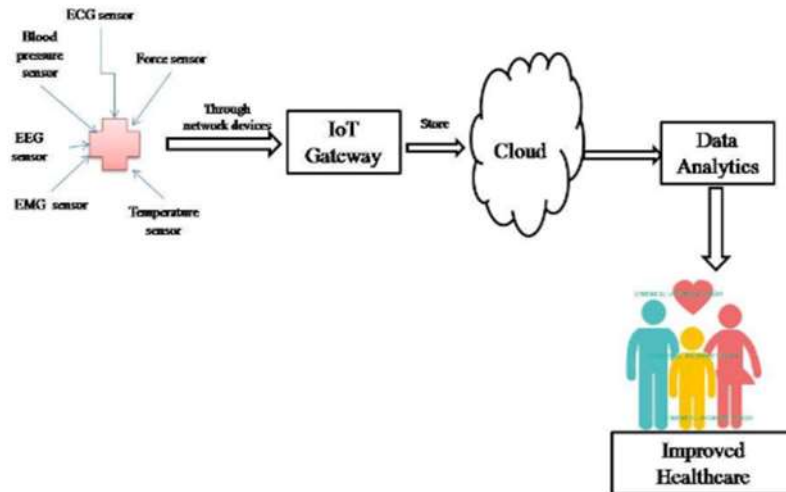 ECG sensor
Blood
pressure
sensor
Force sensor
EEG
sensor
EMG sensor
Temperature
sensor
Through
network devices
IoT
Gateway
Store
Cloud
Data
Analytics
Improved
Healthcare